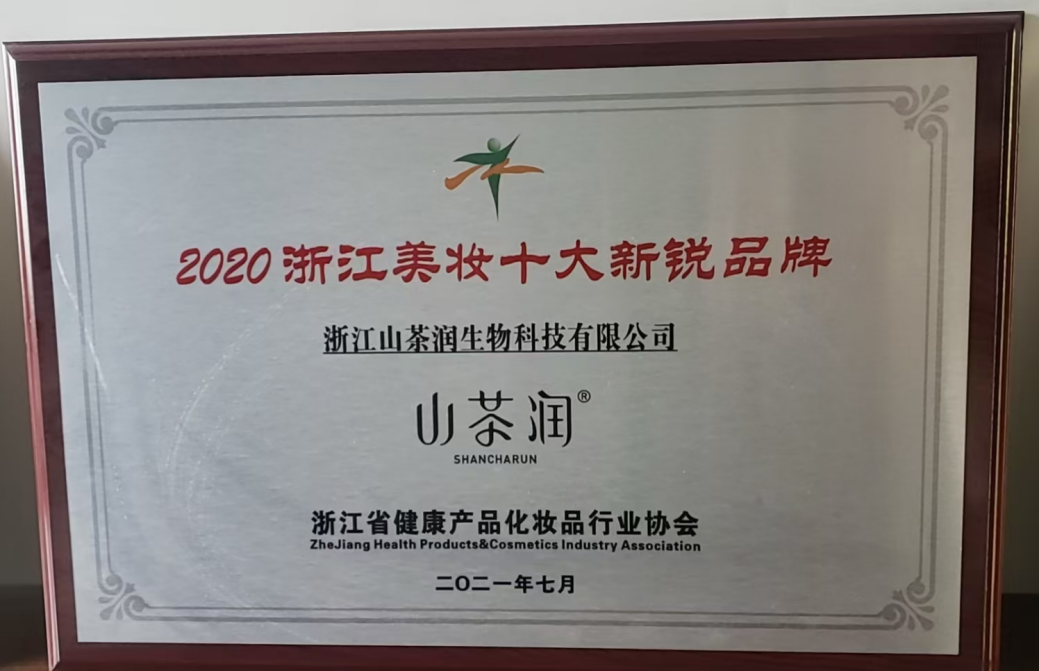 2020浙江美妆十大新锐品牌
浙江山茶润生物科技有限公司
山茶润®
SHANCHARUN
浙江省健康产品化妆品行业协会
ZheJiang Health Products&Cosmetics Industry Association
二〇二一年七月